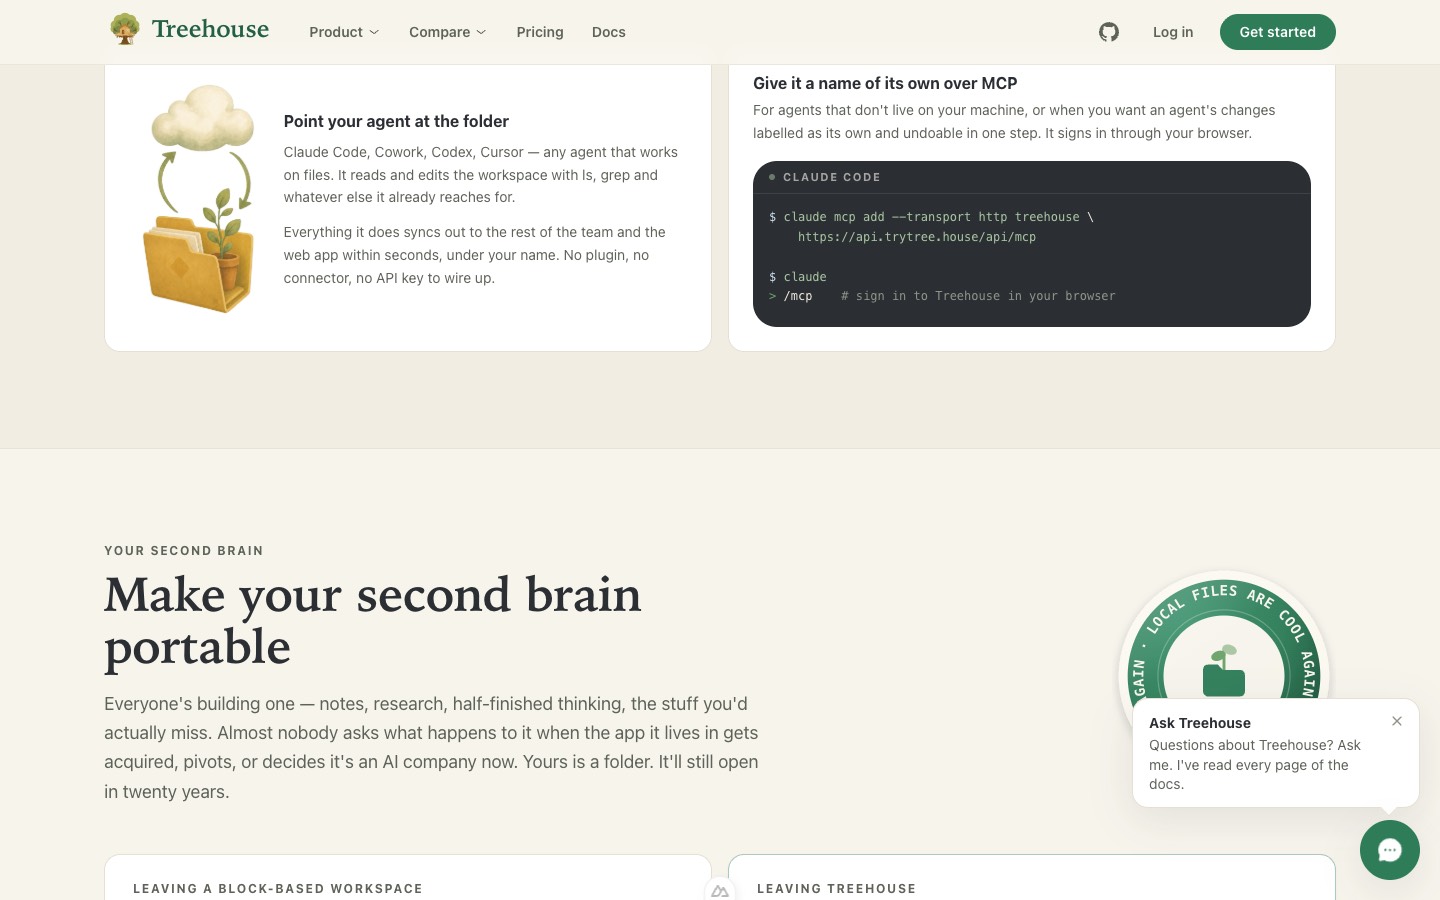 Treehouse
Product
Compare
Pricing
Docs
Log in
Get started
Point your agent at the folder
Claude Code, Cowork, Codex, Cursor — any agent that works
on files. It reads and edits the workspace with ls, grep and
whatever else it already reaches for.
Everything it does syncs out to the rest of the team and the
web app within seconds, under your name. No plugin, no
connector, no API key to wire up.
Give it a name of its own over MCP
For agents that don't live on your machine, or when you want an agent's changes
labelled as its own and undoable in one step. It signs in through your browser.
CLAUDE CODE
$ claude mcp add --transport http treehouse \
https://api.trytree.house/api/mcp
$ claude
> /mcp # sign in to Treehouse in your browser
YOUR SECOND BRAIN
Make your second brain
portable
Everyone's building one — notes, research, half-finished thinking, the stuff you'd
actually miss. Almost nobody asks what happens to it when the app it lives in gets
acquired, pivots, or decides it's an AI company now. Yours is a folder. It'll still open
in twenty years.
GAIN · LOCAL FILES ARE COOL AGAIN
Ask Treehouse
Questions about Treehouse? Ask
me. I've read every page of the
docs.
LEAVING A BLOCK-BASED WORKSPACE
LEAVING TREEHOUSE